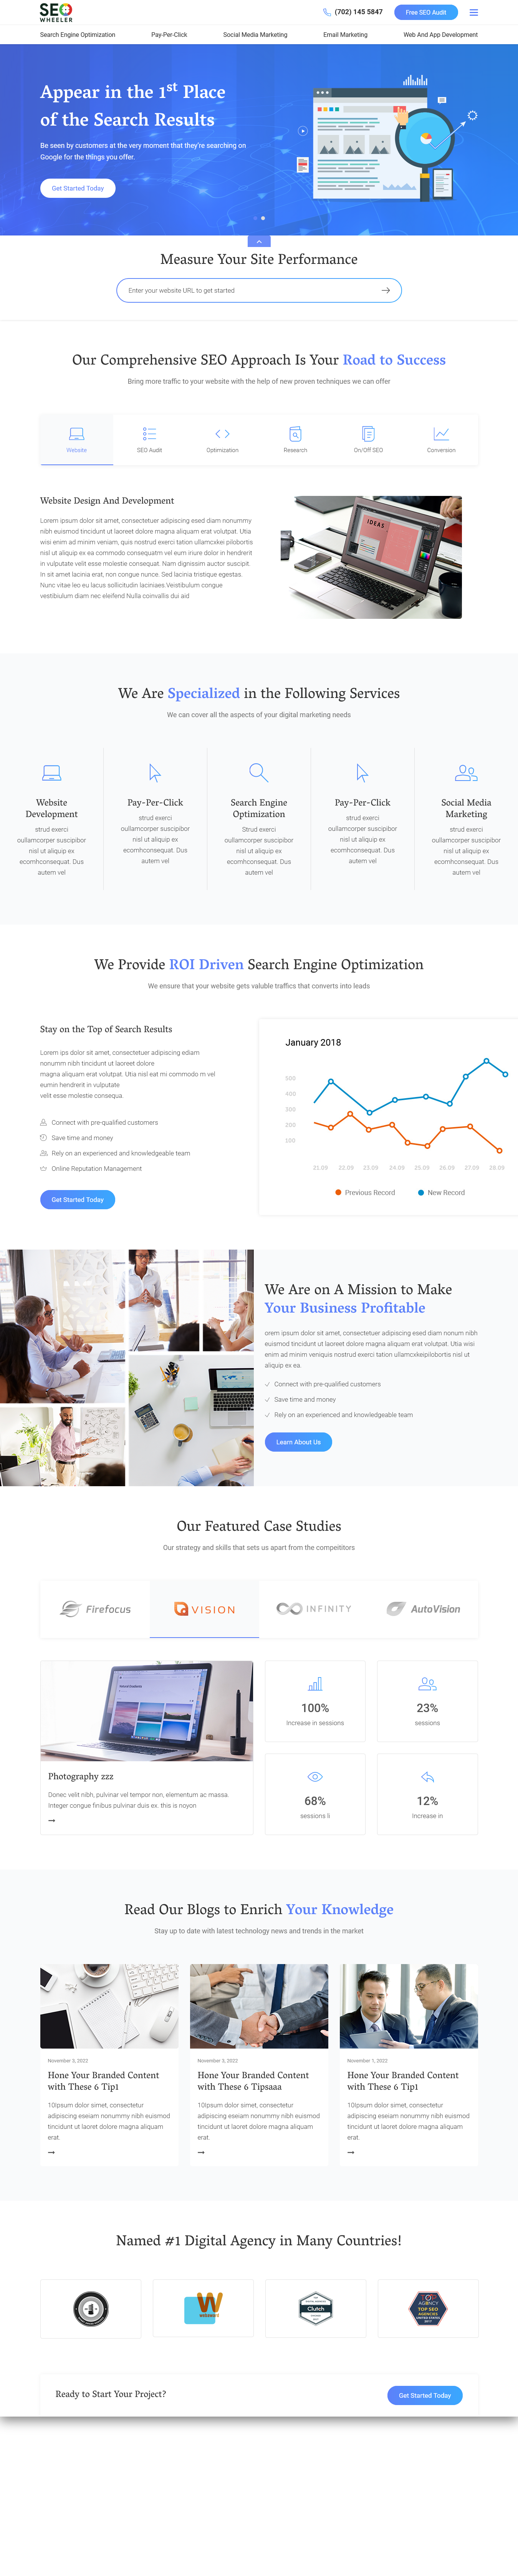 SEO
WHEELER
(702) 145 5847
Free SEO Audit
Search Engine Optimization
Pay-Per-Click
Social Media Marketing
Email Marketing
Web And App Development
Appear in the 1st Place
of the Search Results
Be seen by customers at the very moment that they're searching on
Google for the things you offer.
Get Started Today
Measure Your Site Performance
Enter your website URL to get started
Our Comprehensive SEO Approach Is Your Road to Success
Bring more traffic to your website with the help of new proven techniques we can offer
Website
SEO Audit
Optimization
Research
On/Off SEO
Conversion
Website Design And Development
Lorem ipsum dolor sit amet, consectetuer adipiscing esed diam nonummy
nibh euismod tincidunt ut laoreet dolore magna aliquam erat volutpat. Utia
wisi enim ad minim veniam, quis nostrud exerci tation ullamcxkei pilobortis
nisl ut aliquip ex ea commodo consequatm vel eum iriure dolor in hendrerit
in vulputate velit esse molestie consequat. Nam dignissim auctor suscipit.
In sit amet lacinia erat, non congue nunce. Sed lacinia tristique egestas.
Nunc vitae leo eu lacus sollicitudin lacinies.Vestibulum congue
vestibulum diam nec eleifend Nulla coinvallis dui aid
IDEAS
We Are Specialized in the Following Services
We can cover all the aspects of your digital marketing needs
Website
Development
strud exerci
oullamcorper suscipibor
nisl ut aliquip ex
ecomhconsequat. Dus
autem vel
Pay-Per-Click
strud exerci
oullamcorper suscipibor
nisl ut aliquip ex
ecomhconsequat. Dus
autem vel
Search Engine
Optimization
Strud exerci
oullamcorper suscipibor
nisl ut aliquip ex
ecomhconsequat. Dus
autem vel
Pay-Per-Click
strud exerci
oullamcorper suscipibor
nisl ut aliquip ex
ecomhconsequat. Dus
autem vel
Social Media
Marketing
strud exerci
oullamcorper suscipibor
nisl ut aliquip ex
ecomhconsequat. Dus
autem vel
We Provide ROI Driven Search Engine Optimization
We ensure that your website gets valuble traffics that converts into leads
Stay on the Top of Search Results
Lorem ips dolor sit amet, consectetuer adipiscing ediam
nonumm nibh tincidunt ut laoreet dolore
magna aliquam erat volutpat. Utia nisl eat mi commodo m vel
eumin hendrerit in vulputate
velit esse molestie consequa.
Connect with pre-qualified customers
Save time and money
Rely on an experienced and knowledgeable team
Online Reputation Management
Get Started Today
January 2018
500
400
300
200
100
21.09 22.09 23.09 24.09 25.09 26.09 27.09 28.09
Previous Record
New Record
We Are on A Mission to Make
Your Business Profitable
orem ipsum dolor sit amet, consectetuer adipiscing esed diam nonum nibh
euismod tincidunt ut laoreet dolore magna aliquam erat volutpat. Utia wisi
enim ad minim veniquis nostrud exerci tation ullamcxkeipilobortis nisl ut
aliquip ex ea.
Connect with pre-qualified customers
Save time and money
Rely on an experienced and knowledgeable team
Learn About Us
Our Featured Case Studies
Our strategy and skills that sets us apart from the compeititors
Firefocus
VISION
INFINITY
AutoVision
Photography zzz
Donec velit nibh, pulvinar vel tempor non, elementum ac massa.
Integer congue finibus pulvinar duis ex. this is noyon
100%
Increase in sessions
23%
sessions
68%
sessions li
12%
Increase in
Read Our Blogs to Enrich Your Knowledge
Stay up to date with latest technology news and trends in the market
November 3, 2022
Hone Your Branded Content
with These 6 Tip1
10Ipsum dolor simet, consectetur
adipiscing eseiam nonummy nibh euismod
tincidunt ut laoret dolore magna aliquam
erat.
November 3, 2022
Hone Your Branded Content
with These 6 Tipsaaa
10Ipsum dolor simet, consectetur
adipiscing eseiam nonummy nibh euismod
tincidunt ut laoret dolore magna aliquam
erat.
November 1, 2022
Hone Your Branded Content
with These 6 Tip1
10Ipsum dolor simet, consectetur
adipiscing eseiam nonummy nibh euismod
tincidunt ut laoret dolore magna aliquam
erat.
Named #1 Digital Agency in Many Countries!
1
W
Clutch
AGENCY
TOP SEO
AGENCIES
UNITED STATES
2017
Ready to Start Your Project?
Get Started Today